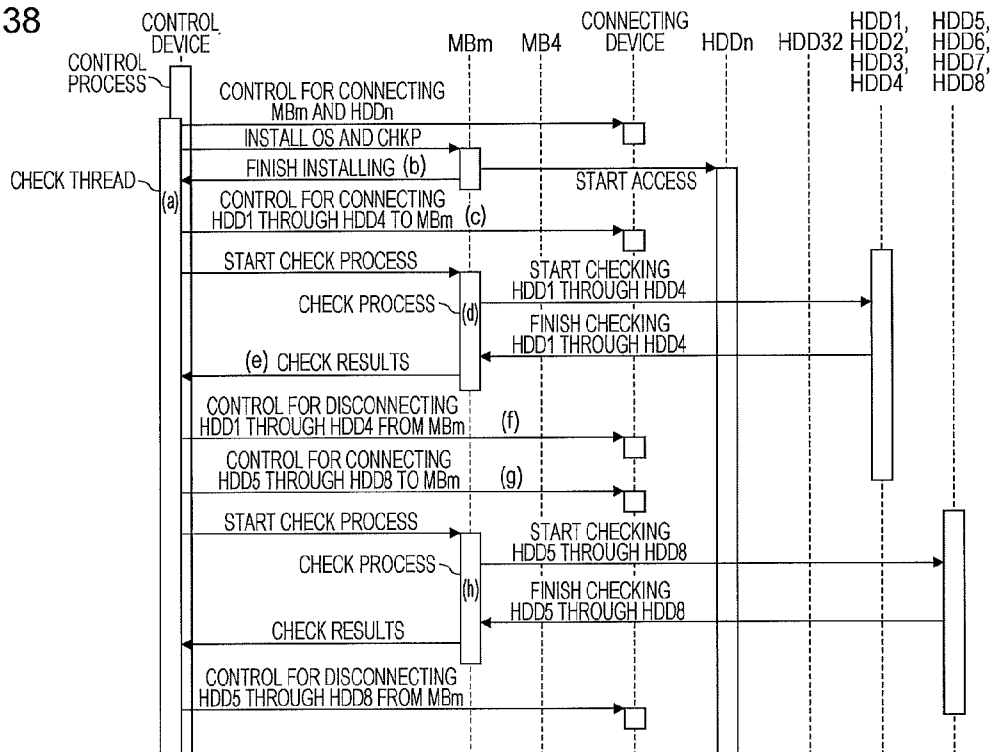 38
CONTROL
DEVICE
MBm
MB4
CONNECTING
DEVICE
HDDn
HDD32
HDD1,
HDD2,
HDD3,
HDD4
HDD5,
HDD6,
HDD7,
HDD8
CONTROL
PROCESS
CONTROL FOR CONNECTING
MBm AND HDDn
INSTALL OS AND CHKP
FINISH INSTALLING (b)
START ACCESS
CHECK THREAD
(a)
CONTROL FOR CONNECTING
HDD1 THROUGH HDD4 TO MBm (c)
START CHECK PROCESS
START CHECKING
HDD1 THROUGH HDD4
CHECK PROCESS
(d)
FINISH CHECKING
HDD1 THROUGH HDD4
(e) CHECK RESULTS
CONTROL FOR DISCONNECTING
HDD1 THROUGH HDD4 FROM MBm (f)
CONTROL FOR CONNECTING
HDD5 THROUGH HDD8 TO MBm (g)
START CHECK PROCESS
START CHECKING
HDD5 THROUGH HDD8
CHECK PROCESS
(h)
FINISH CHECKING
HDD5 THROUGH HDD8
CHECK RESULTS
CONTROL FOR DISCONNECTING
HDD5 THROUGH HDD8 FROM MBm